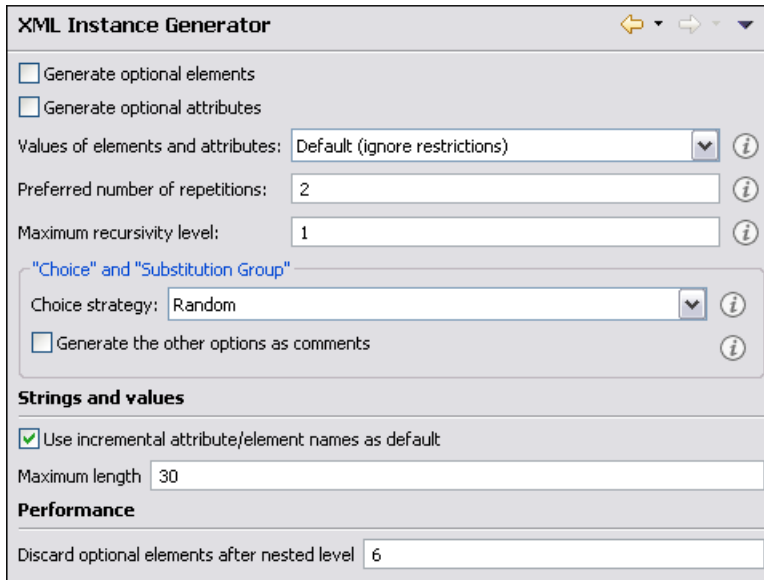 XML Instance Generator
Generate optional elements
Generate optional attributes
Values of elements and attributes: Default (ignore restrictions)
Preferred number of repetitions: 2
Maximum recursivity level: 1
"Choice" and "Substitution Group"
Choice strategy: Random
Generate the other options as comments
Strings and values
Use incremental attribute/element names as default
Maximum length 30
Performance
Discard optional elements after nested level 6